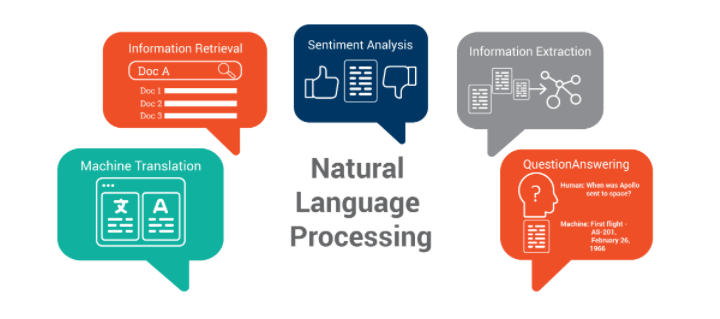 Information Retrieval
Doc A
Doc 1
Doc 2
Doc 3
Sentiment Analysis
Information Extraction
Machine Translation
文
A
Natural
Language
Processing
QuestionAnswering
?
Human: When was Apollo
sent to space?
Machine: First flight -
AS-201,
February 26,
1966